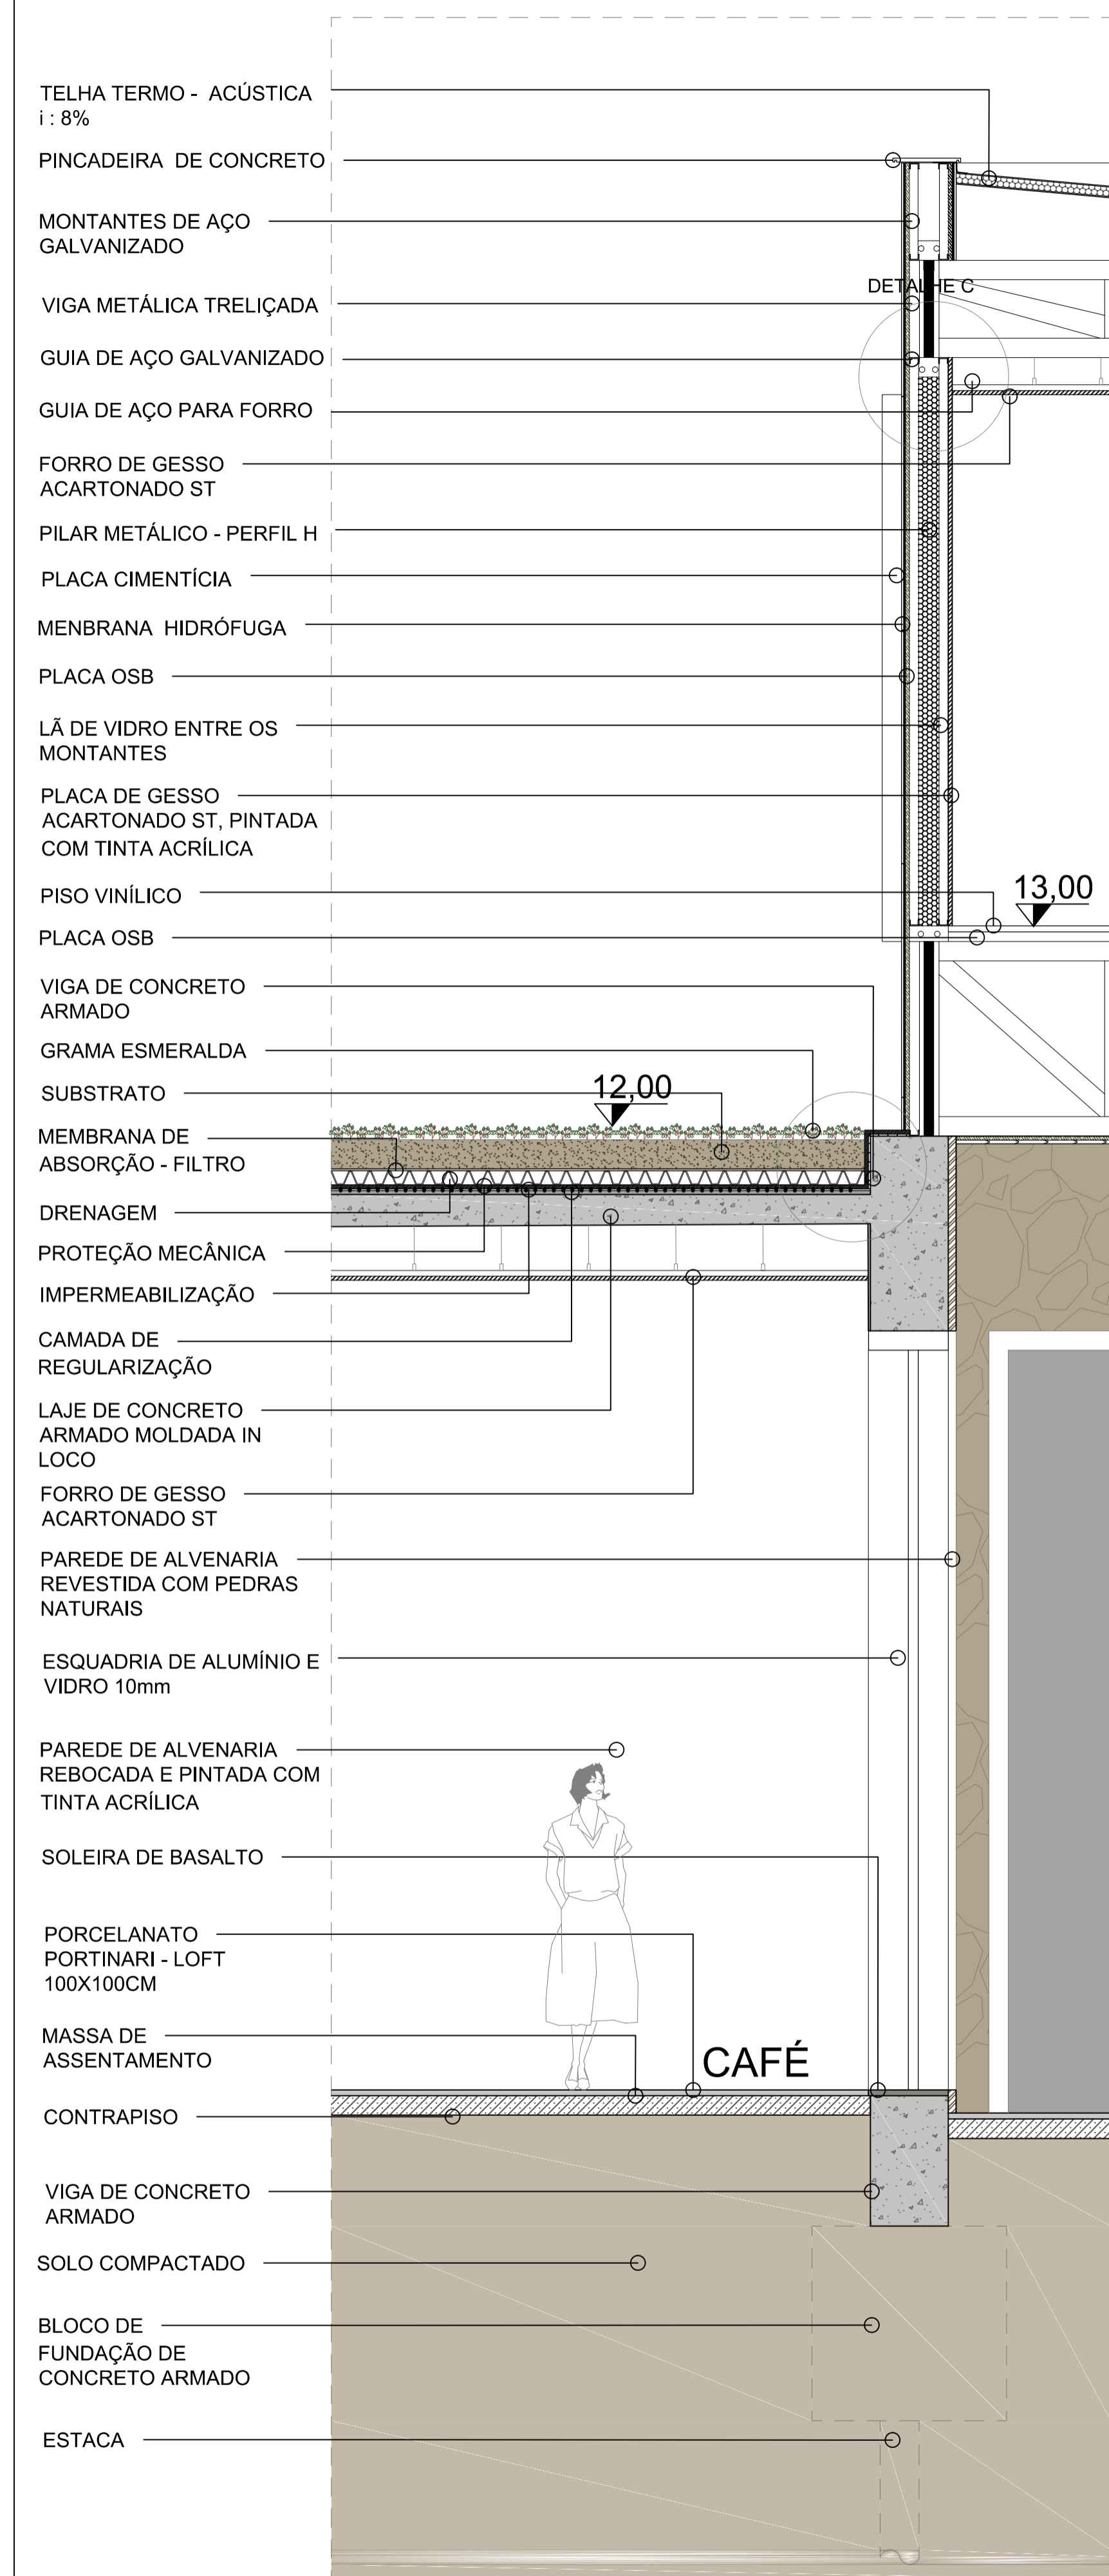 TELHA TERMO - ACÚSTICA
i : 8%
PINCADEIRA DE CONCRETO
MONTANTES DE AÇO
GALVANIZADO
DETALHE C
VIGA METÁLICA TRELIÇADA
GUIA DE AÇO GALVANIZADO
GUIA DE AÇO PARA FORRO
FORRO DE GESSO
ACARTONADO ST
PILAR METÁLICO - PERFIL H
PLACA CIMENTÍCIA
MENBRANA HIDRÓFUGA
PLACA OSB
LÃ DE VIDRO ENTRE OS
MONTANTES
PLACA DE GESSO
ACARTONADO ST, PINTADA
COM TINTA ACRÍLICA
PISO VINÍLICO
13,00
PLACA OSB
VIGA DE CONCRETO
ARMADO
GRAMA ESMERALDA
SUBSTRATO
12,00
MEMBRANA DE
ABSORÇÃO - FILTRO
DRENAGEM
PROTEÇÃO MECÂNICA
IMPERMEABILIZAÇÃO
CAMADA DE
REGULARIZAÇÃO
LAJE DE CONCRETO
ARMADO MOLDADA IN
LOCO
FORRO DE GESSO
ACARTONADO ST
PAREDE DE ALVENARIA
REVESTIDA COM PEDRAS
NATURAIS
ESQUADRIA DE ALUMÍNIO E
VIDRO 10mm
PAREDE DE ALVENARIA
REBOCADA E PINTADA COM
TINTA ACRÍLICA
SOLEIRA DE BASALTO
PORCELANATO
PORTINARI - LOFT
100X100CM
MASSA DE
ASSENTAMENTO
CAFÉ
CONTRAPISO
VIGA DE CONCRETO
ARMADO
SOLO COMPACTADO
BLOCO DE
FUNDAÇÃO DE
CONCRETO ARMADO
ESTACA